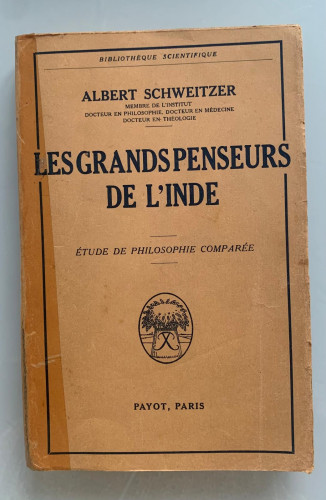 BIBLIOTHÈQUE SCIENTIFIQUE
ALBERT SCHWEITZER
MEMBRE DE L'INSTITUT
DOCTEUR EN PHILOSOPHIE, DOCTEUR EN MÉDECINE
DOCTEUR EN THÉOLOGIE
LES GRANDS PENSEURS
DE L'INDE
ÉTUDE DE PHILOSOPHIE COMPARÉE
PAYOT, PARIS